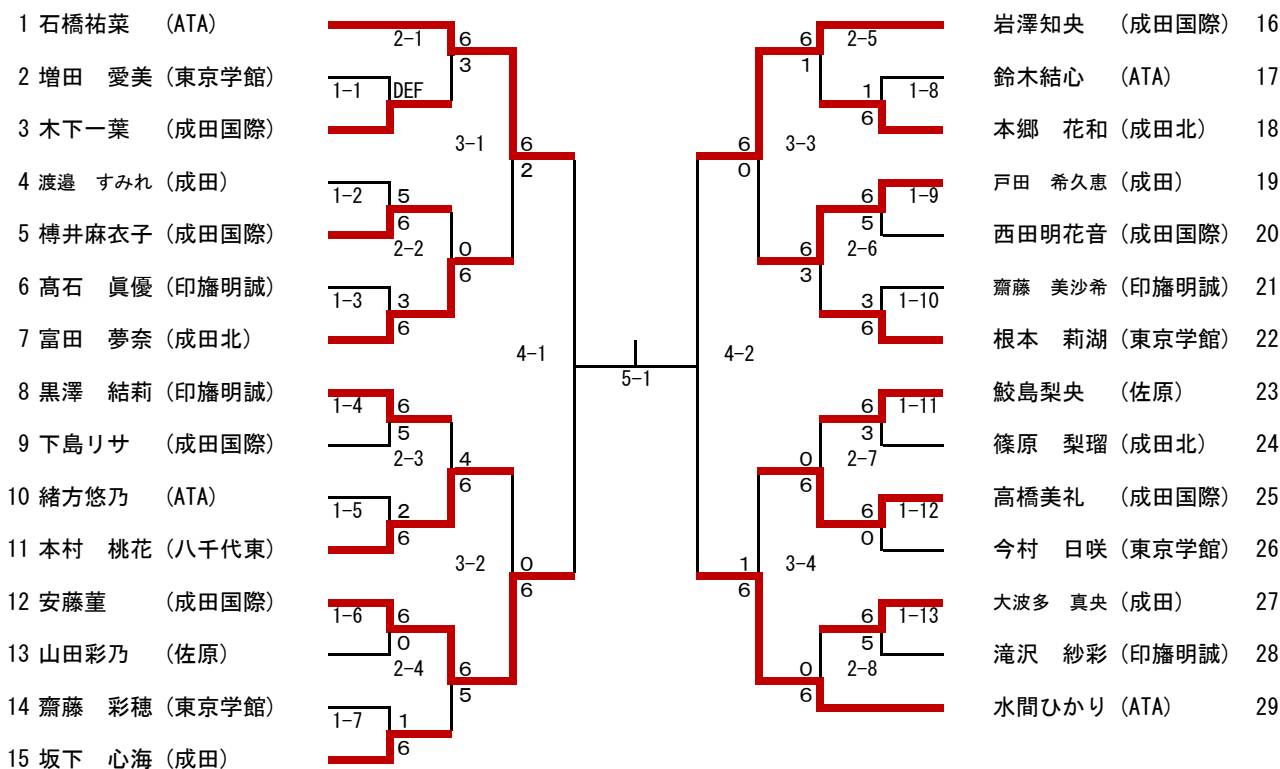 1 石橋祐菜 (ATA)
2 増田 愛美 (東京学館)
3 木下一葉 (成田国際)
4 渡邉 すみれ (成田)
5 榑井麻衣子 (成田国際)
6 髙石 眞優 (印旛明誠)
7 富田 夢奈 (成田北)
8 黒澤 結莉 (印旛明誠)
9 下島リサ (成田国際)
10 緒方悠乃 (ATA)
11 本村 桃花 (八千代東)
12 安藤菫 (成田国際)
13 山田彩乃 (佐原)
14 齋藤 彩穂 (東京学館)
15 坂下 心海 (成田)
2-1 6
3
1-1 DEF
3-1 6
2
1-2 5
6
2-2 0
6
1-3 3
6
4-1
1-4 6
5
2-3 4
6
1-5 2
6
3-2 0
6
1-6 6
0
2-4 6
5
1-7 1
6
5-1
6 2-5
1
1 1-8
6
6 3-3
0
6 1-9
5
6 2-6
3
3 1-10
6
4-2
6 1-11
3
0 2-7
6
6 1-12
0
1 3-4
6
6 1-13
5
0 2-8
6
岩澤知央 (成田国際) 16
鈴木結心 (ATA) 17
本郷 花和 (成田北) 18
戸田 希久恵 (成田) 19
西田明花音 (成田国際) 20
齋藤 美沙希 (印旛明誠) 21
根本 莉湖 (東京学館) 22
鮫島梨央 (佐原) 23
篠原 梨瑠 (成田北) 24
高橋美礼 (成田国際) 25
今村 日咲 (東京学館) 26
大波多 真央 (成田) 27
滝沢 紗彩 (印旛明誠) 28
水間ひかり (ATA) 29